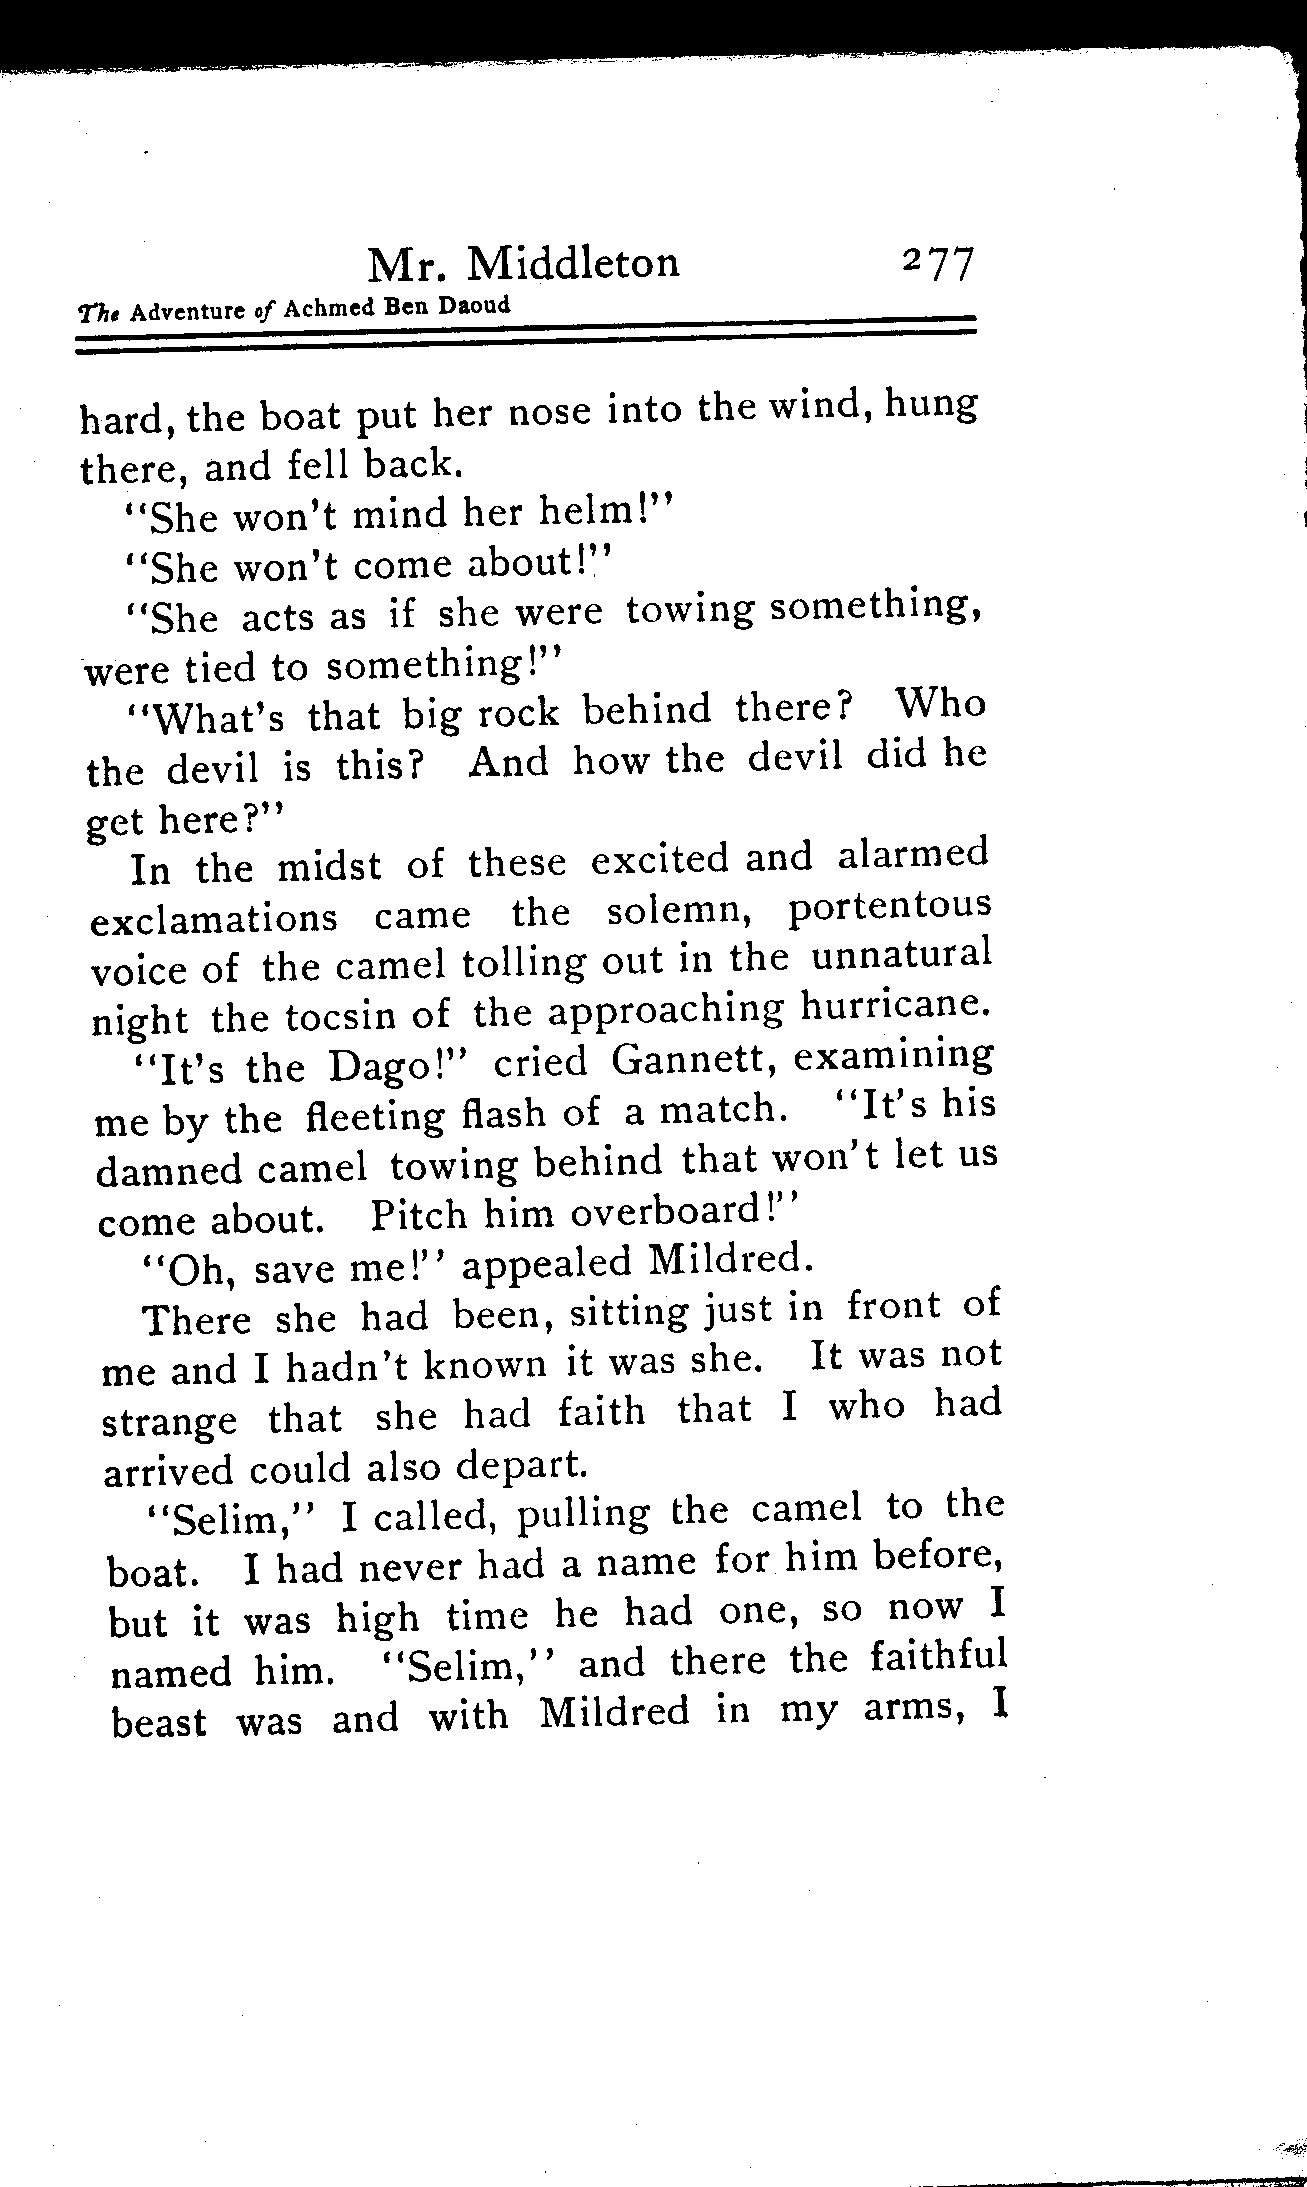 Mr. Middleton 277
The Adventure of Achmed Ben Daoud
hard, the boat put her nose into the wind, hung
there, and fell back.
"She won't mind her helm!"
"She won't come about!"
"She acts as if she were towing something,
were tied to something!"
"What's that big rock behind there? Who
the devil is this? And how the devil did he
get here?"
In the midst of these excited and alarmed
exclamations came the solemn, portentous
voice of the camel tolling out in the unnatural
night the tocsin of the approaching hurricane.
"It's the Dago!" cried Gannett, examining
me by the fleeting flash of a match. "It's his
damned camel towing behind that won't let us
come about. Pitch him overboard!"
"Oh, save me!" appealed Mildred.
There she had been, sitting just in front of
me and I hadn't known it was she. It was not
strange that she had faith that I who had
arrived could also depart.
"Selim," I called, pulling the camel to the
boat. I had never had a name for him before,
but it was high time he had one, so now I
named him. "Selim," and there the faithful
beast was and with Mildred in my arms, I